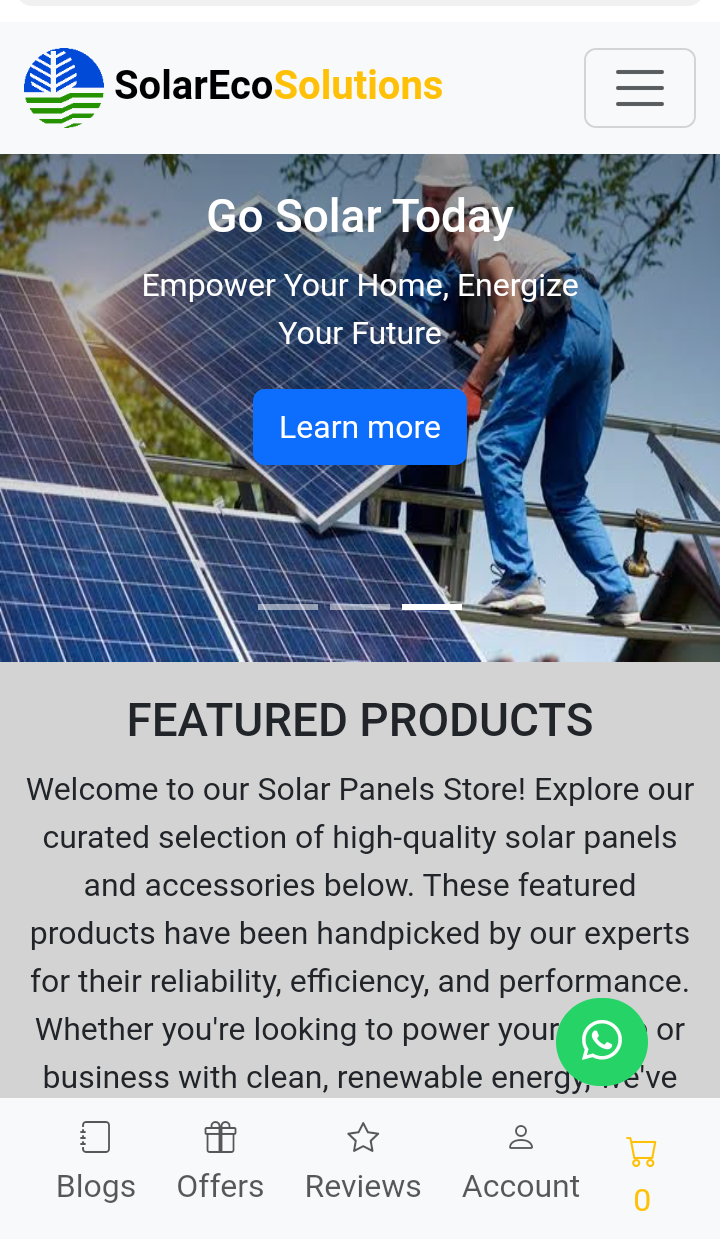 SolarEcoSolutions
Go Solar Today
Empower Your Home, Energize
Your Future
Learn more
FEATURED PRODUCTS
Welcome to our Solar Panels Store! Explore our
curated selection of high-quality solar panels
and accessories below. These featured
products have been handpicked by our experts
for their reliability, efficiency, and performance.
Whether you're looking to power your or
business with clean, renewable energy, we've
Blogs
Offers
Reviews
Account
0